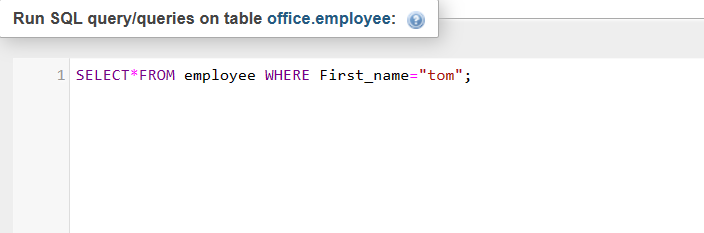 Run SQL query/queries on table office.employee:
1 SELECT*FROM employee WHERE First_name="tom";